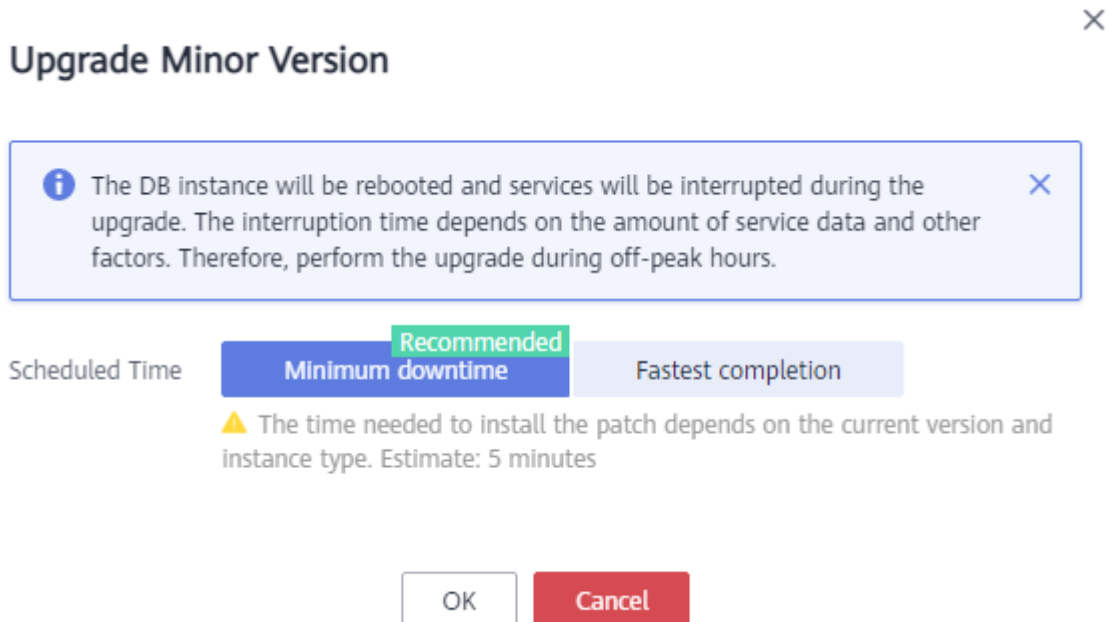 Upgrade Minor Version
The DB instance will be rebooted and services will be interrupted during the
upgrade. The interruption time depends on the amount of service data and other
factors. Therefore, perform the upgrade during off-peak hours.
Recommended
Scheduled Time Minimum downtime Fastest completion
The time needed to install the patch depends on the current version and
instance type. Estimate: 5 minutes
OK Cancel